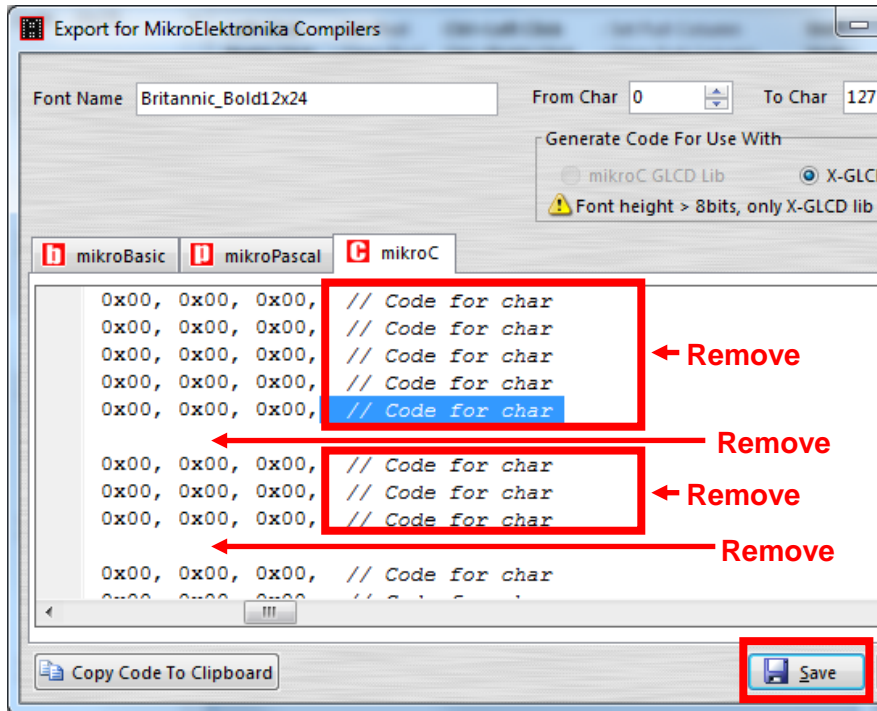 Export for MikroElektronika Compilers
Font Name Britannic_Bold12x24 From Char 0 To Char 127
Generate Code For Use With
mikroC GLCD Lib X-GLC
Font height > 8bits, only X-GLCD lib
mikroBasic mikroPascal mikroC
0x00, 0x00, 0x00, // Code for char
0x00, 0x00, 0x00, // Code for char
0x00, 0x00, 0x00, // Code for char
Remove
0x00, 0x00, 0x00, // Code for char
0x00, 0x00, 0x00, // Code for char
Remove
0x00, 0x00, 0x00, // Code for char
0x00, 0x00, 0x00, // Code for char
Remove
0x00, 0x00, 0x00, // Code for char
Remove
0x00, 0x00, 0x00, // Code for char
Copy Code To Clipboard Save